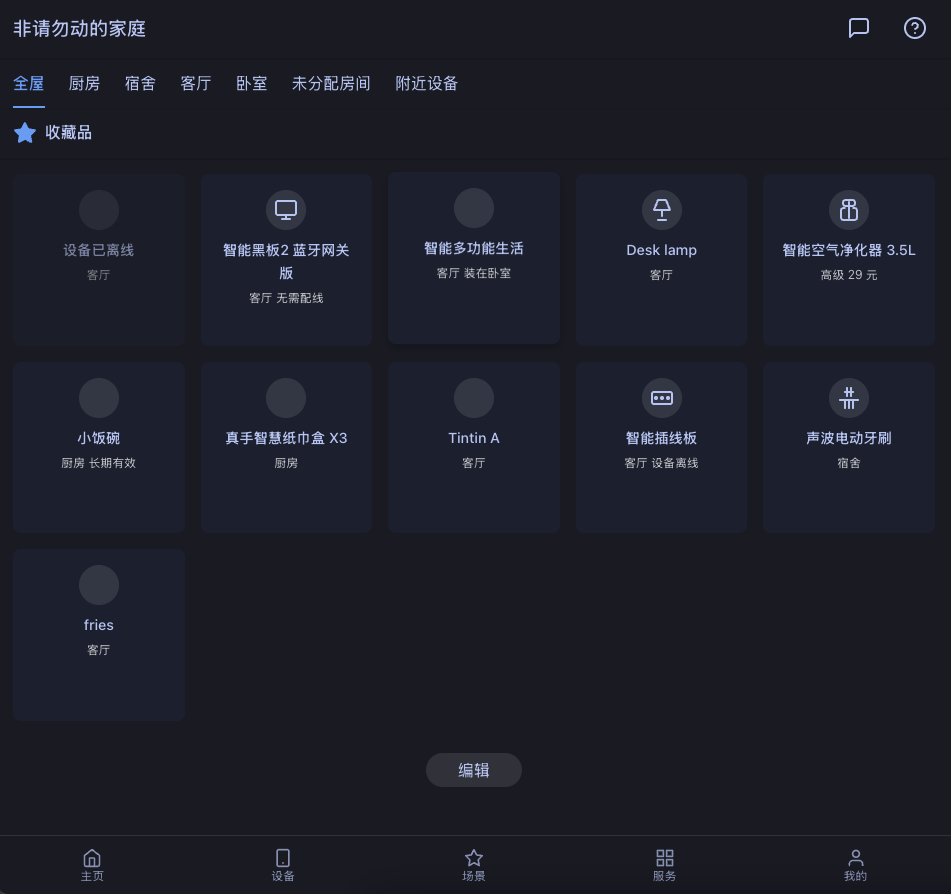 非请勿动的家庭
全屋 厨房 宿舍 客厅 卧室 未分配房间 附近设备
收藏品
设备已离线
客厅
智能黑板2 蓝牙网关
版
客厅 无需配线
智能多功能生活
客厅 装在卧室
Desk lamp
客厅
智能空气净化器 3.5L
高级 29 元
小饭碗
厨房 长期有效
真手智慧纸巾盒 X3
厨房
Tintin A
客厅
智能插线板
客厅 设备离线
声波电动牙刷
宿舍
fries
客厅
编辑
主页 设备 场景 服务 我的